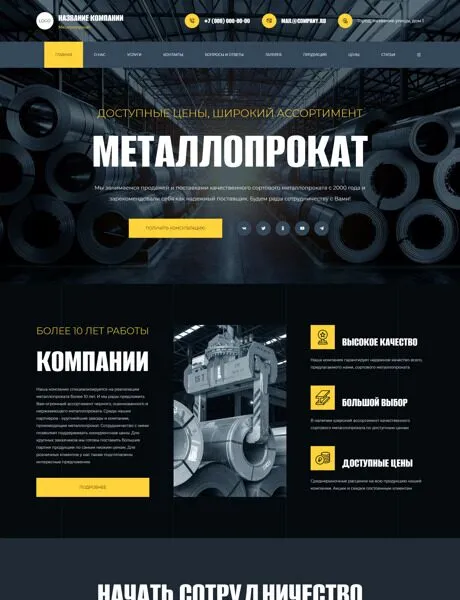 LOGO
НАЗВАНИЕ КОМПАНИИ
Металлопрокат
+7 (000) 000-00-00
MAIL@COMPANY.RU
Город, название улицы, дом 1
ГЛАВНАЯ
О НАС
УСЛУГИ
КОНТАКТЫ
ВОПРОСЫ И ОТВЕТЫ
ГАЛЕРЕЯ
ПРОДУКЦИЯ
ЦЕНЫ
СТАТЬИ
ДОСТУПНЫЕ ЦЕНЫ, ШИРОКИЙ АССОРТИМЕНТ
МЕТАЛЛОПРОКАТ
Мы занимаемся продажей и поставками качественного сортового металлопроката с 2000 года и
зарекомендовали себя как надежный поставщик. Будем рады сотрудничеству с Вами!
ПОЛУЧИТЬ КОНСУЛЬТАЦИЮ
БОЛЕЕ 10 ЛЕТ РАБОТЫ
КОМПАНИИ
Наша компания специализируется на реализации
металлопроката более 10 лет. И мы рады предложить
Вам огромный ассортимент черного, оцинкованного и
нержавеющего металлопроката. Среди наших
партнеров - крупнейшие заводы и компании,
производящие металлопрокат. Сотрудничество с ними
позволяет поддерживать низкие цены. Для
крупных заказчиков мы готовы поставить большие
партии продукции по самым низким ценам. Для
розничных клиентов у нас также подготовлены
интересные предложения.
ПОДРОБНЕЕ
ВЫСОКОЕ КАЧЕСТВО
Наша компания гарантирует надежное качество всего,
предлагаемого нами, сортового металлопроката
БОЛЬШОЙ ВЫБОР
В наличии широкий ассортимент качественного
сортового металлопроката по доступным ценам
ДОСТУПНЫЕ ЦЕНЫ
Среднерыночные расценки на всю продукцию нашей
компании. Акции и скидки постоянным клиентам
НАЧАТЬ СОТРУДНИЧЕСТВО